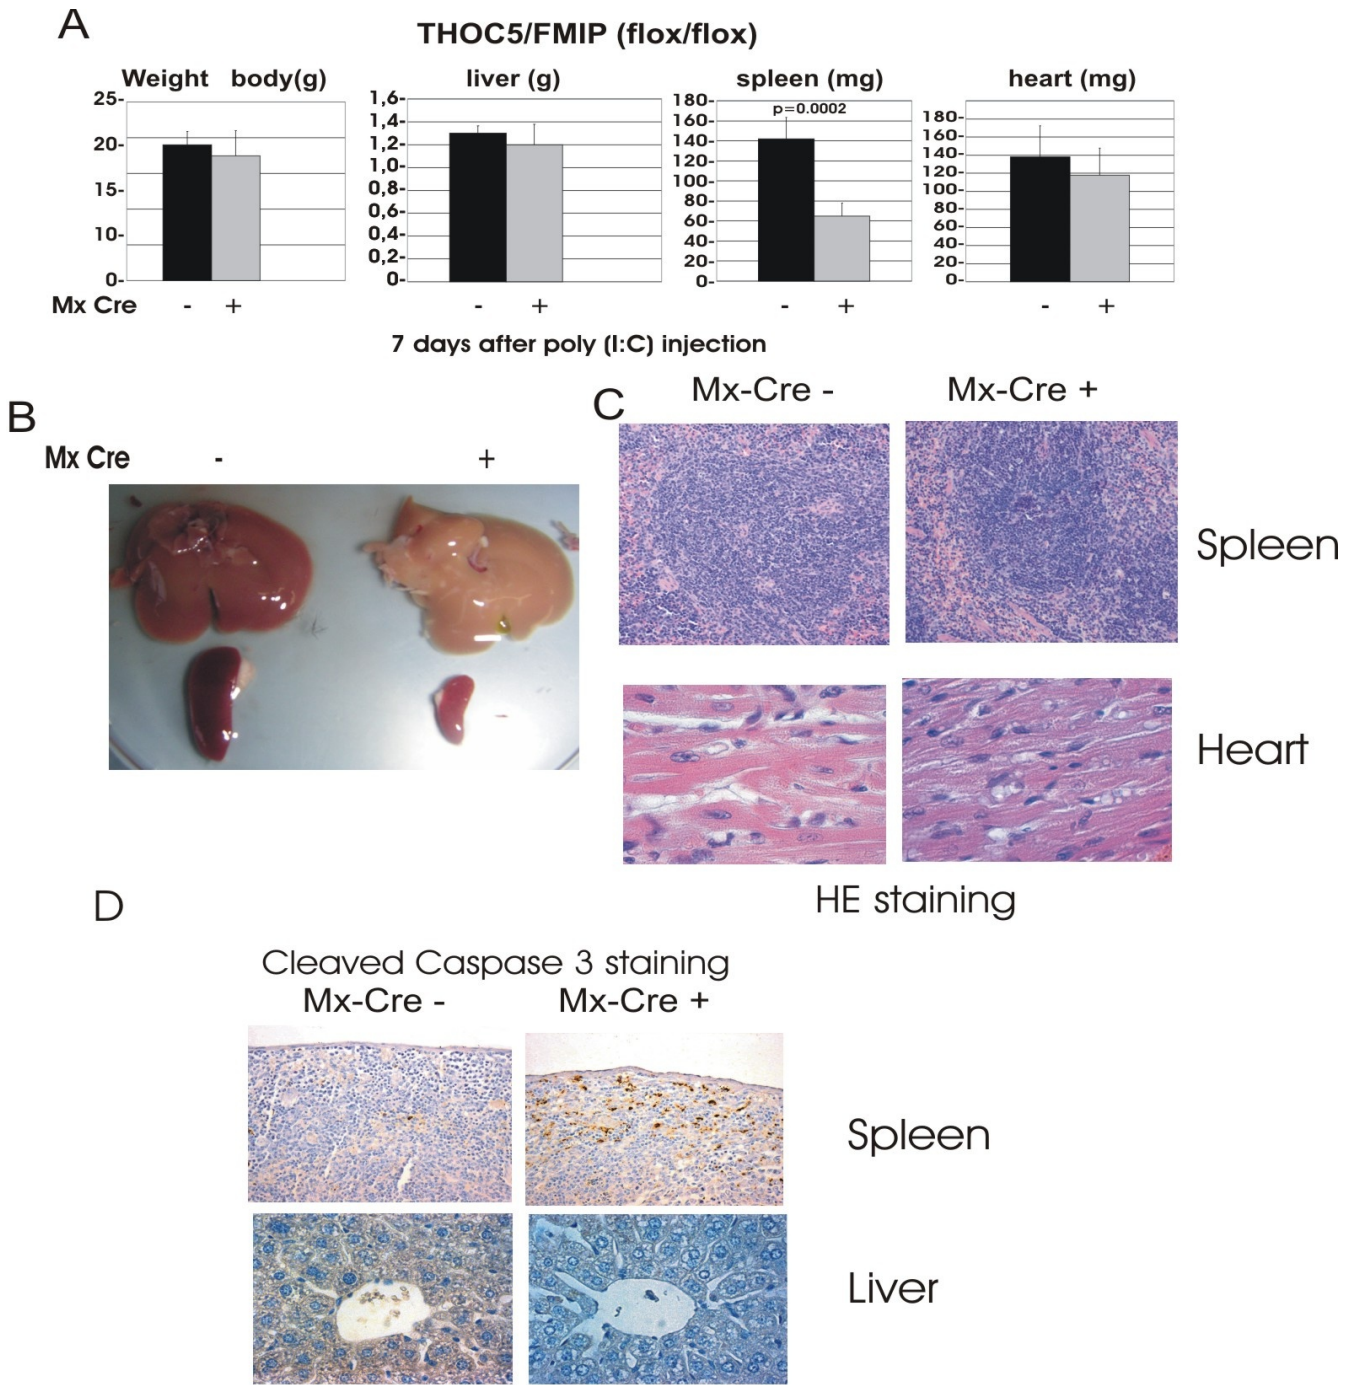 A
THOC5/FMIP (flox/flox)
Weight body(g)
25-
20-
15-
10-
0-
liver (g)
1,6-
1,4-
1,2-
1,0-
0,8-
0,6-
0,4-
0,2-
0-
spleen (mg)
p=0.0002
180-
160-
140-
120-
100-
80-
60-
40-
20-
0-
heart (mg)
180-
160-
140-
120-
100-
80-
60-
40-
20-
0-
Mx Cre - + - + - + - +
7 days after poly (I:C) injection
B
Mx Cre - +
C
Mx-Cre - Mx-Cre +
Spleen
Heart
HE staining
D
Cleaved Caspase 3 staining
Mx-Cre - Mx-Cre +
Spleen
Liver